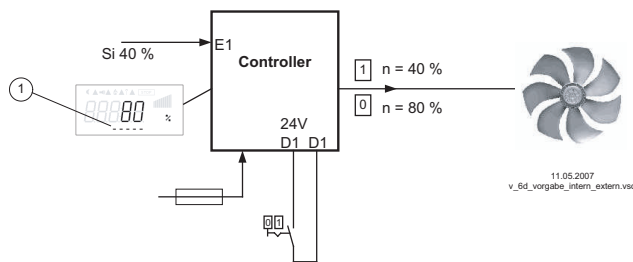 Si 40 %
E1
Controller
1 n = 40 %
0 n = 80 %
1
80
%
24V
D1 D1
0 1
11.05.2007
v_6d_vorgabe_intern_extern.vsd